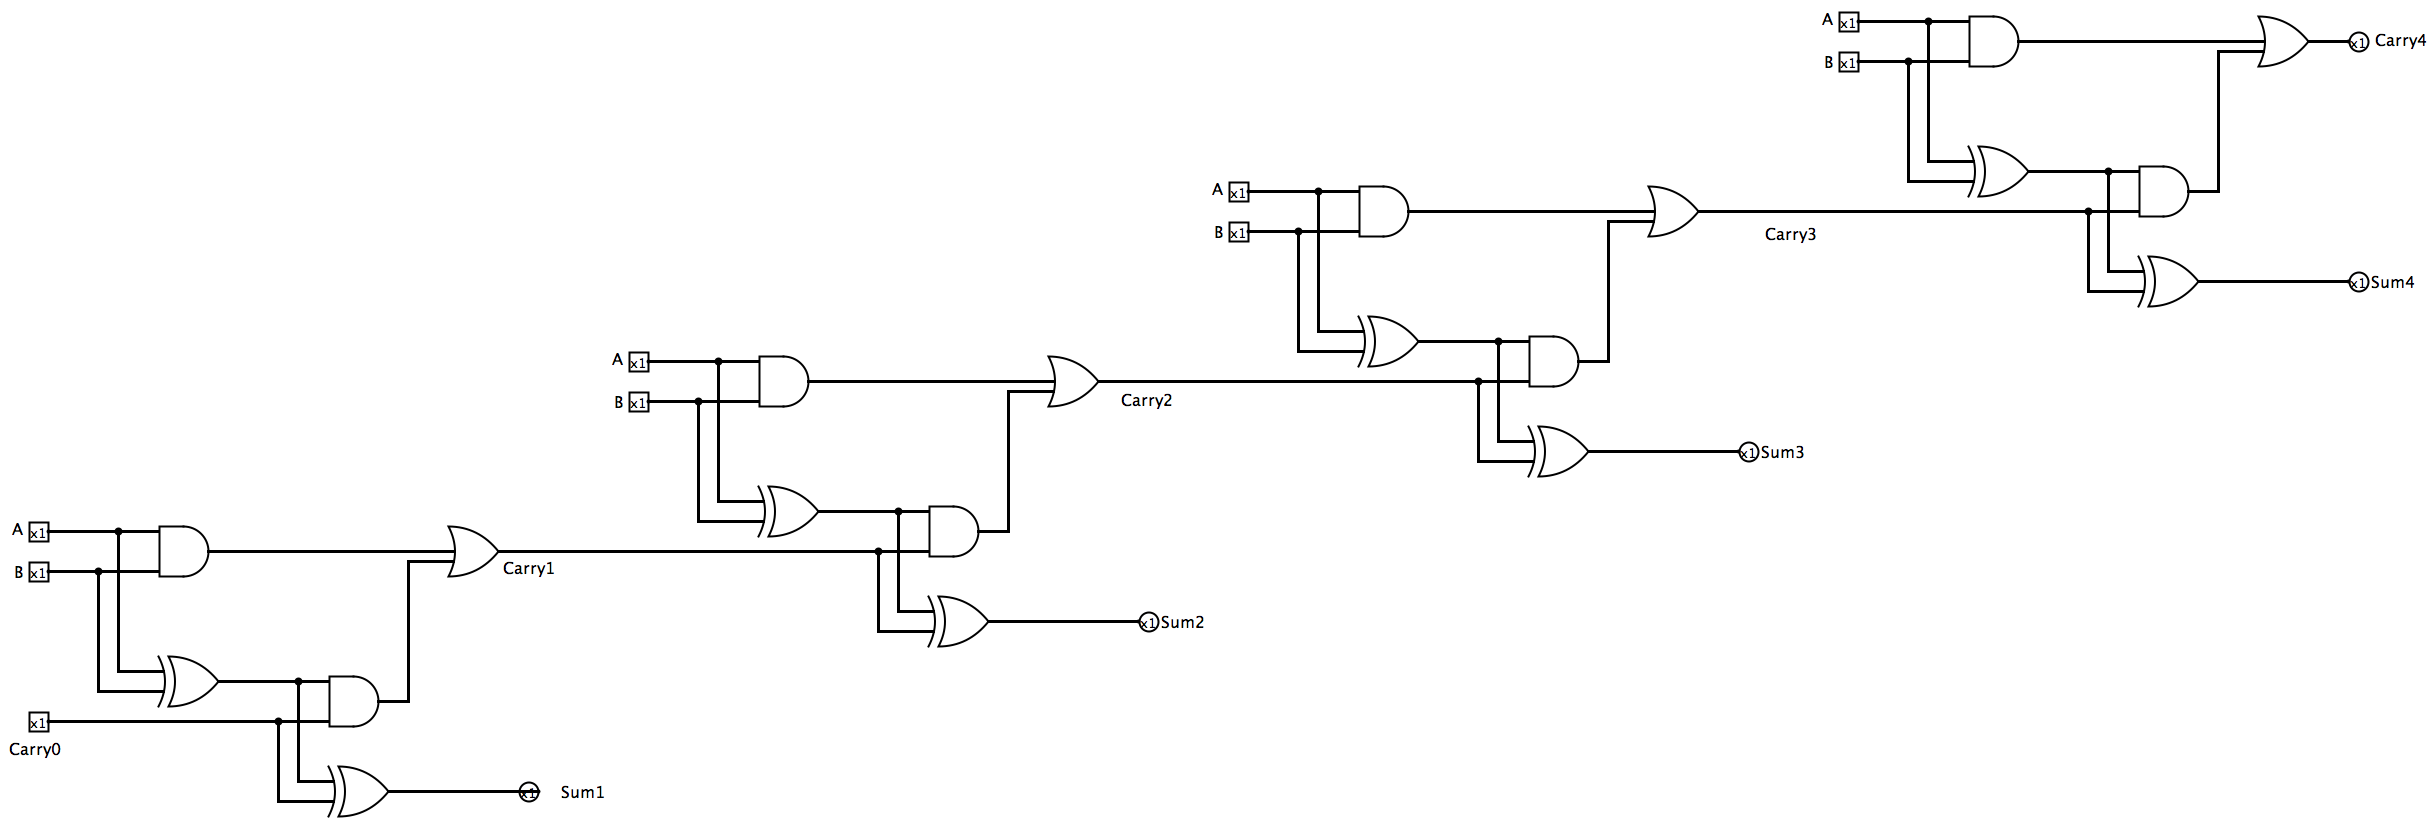 A x1
x1 Carry4
B x1
A x1
B x1
Carry3
x1 Sum4
A x1
B x1
Carry2
x1 Sum3
A x1
B x1
Carry1
x1 Sum2
x1
Carry0
x1 Sum1